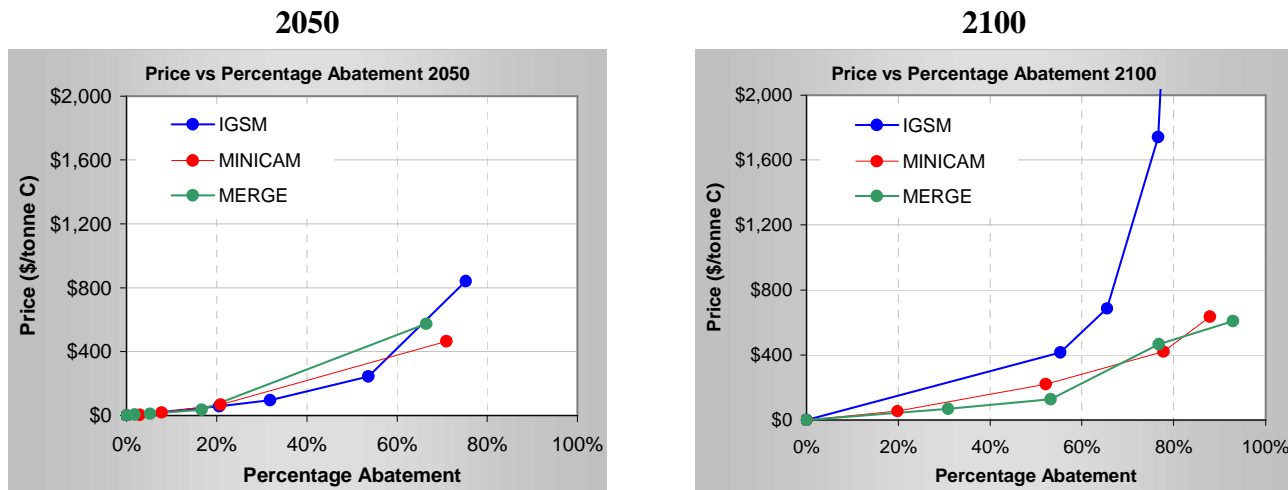 2050
Price vs Percentage Abatement 2050
$2,000
$1,600
$1,200
$800
$400
$0
Price ($/tonne C)
IGSM
MINICAM
MERGE
0% 20% 40% 60% 80% 100%
Percentage Abatement
2100
Price vs Percentage Abatement 2100
$2,000
$1,600
$1,200
$800
$400
$0
Price ($/tonne C)
IGSM
MINICAM
MERGE
0% 20% 40% 60% 80% 100%
Percentage Abatement